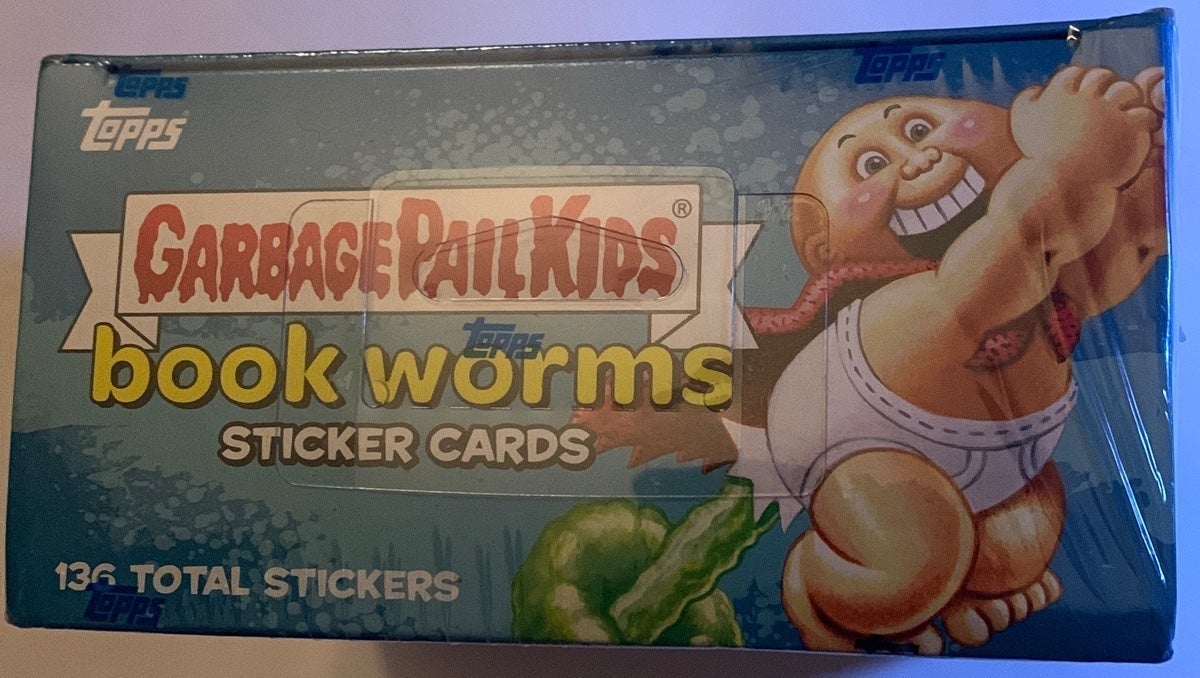 Topps
Topps
Topps
GARBAGE PAIL KIDS®
book worms
Topps
STICKER CARDS
136 TOTAL STICKERS
Topps